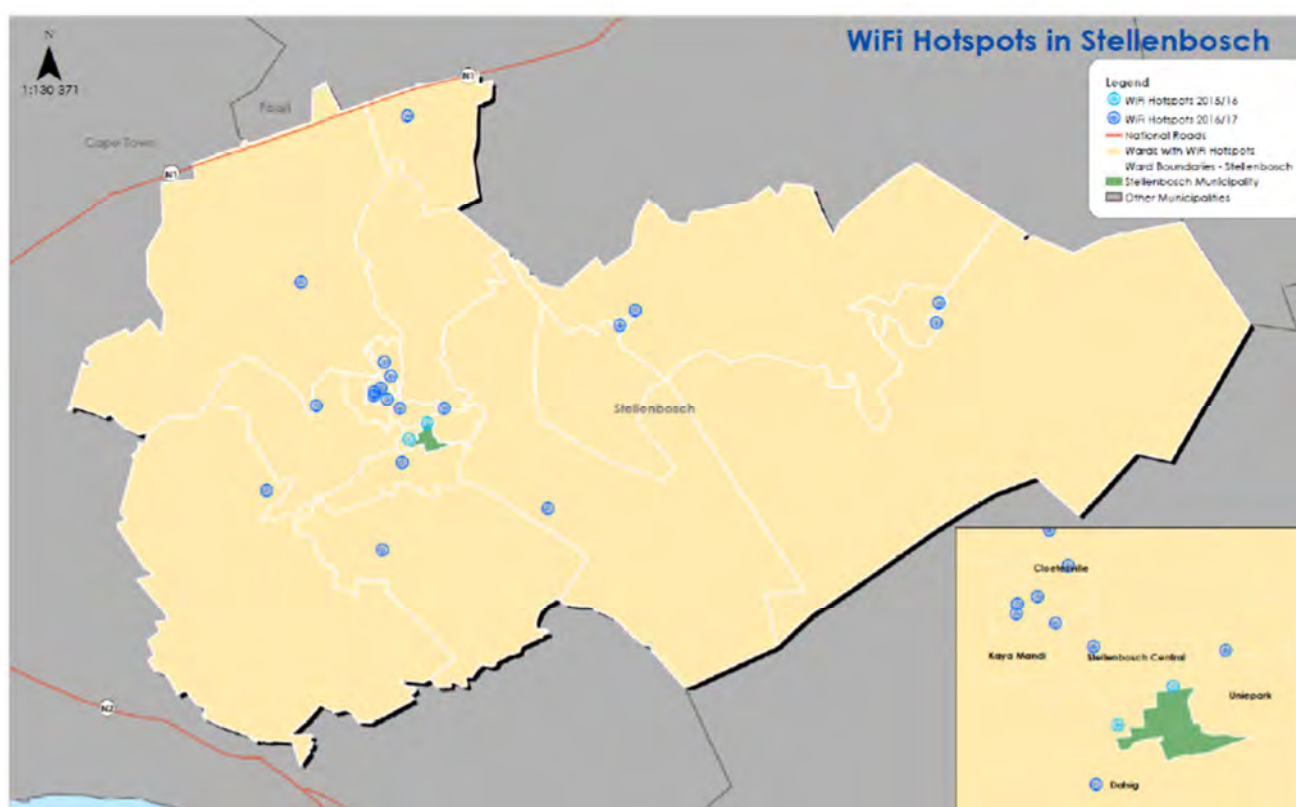 WiFi Hotspots in Stellenbosch
N
1:130 371
Legend
WiFi Hotspots 2015/16
WiFi Hotspots 2016/17
National Roads
Wards with WiFi Hotspots
Ward Boundaries - Stellenbosch
Stellenbosch Municipality
Other Municipalities
N1
Paarl
Cape Town
N1
Stellenbosch
N2
Cloetesville
Kaya Mandi
Stellenbosch Central
Uniepark
Dalsig